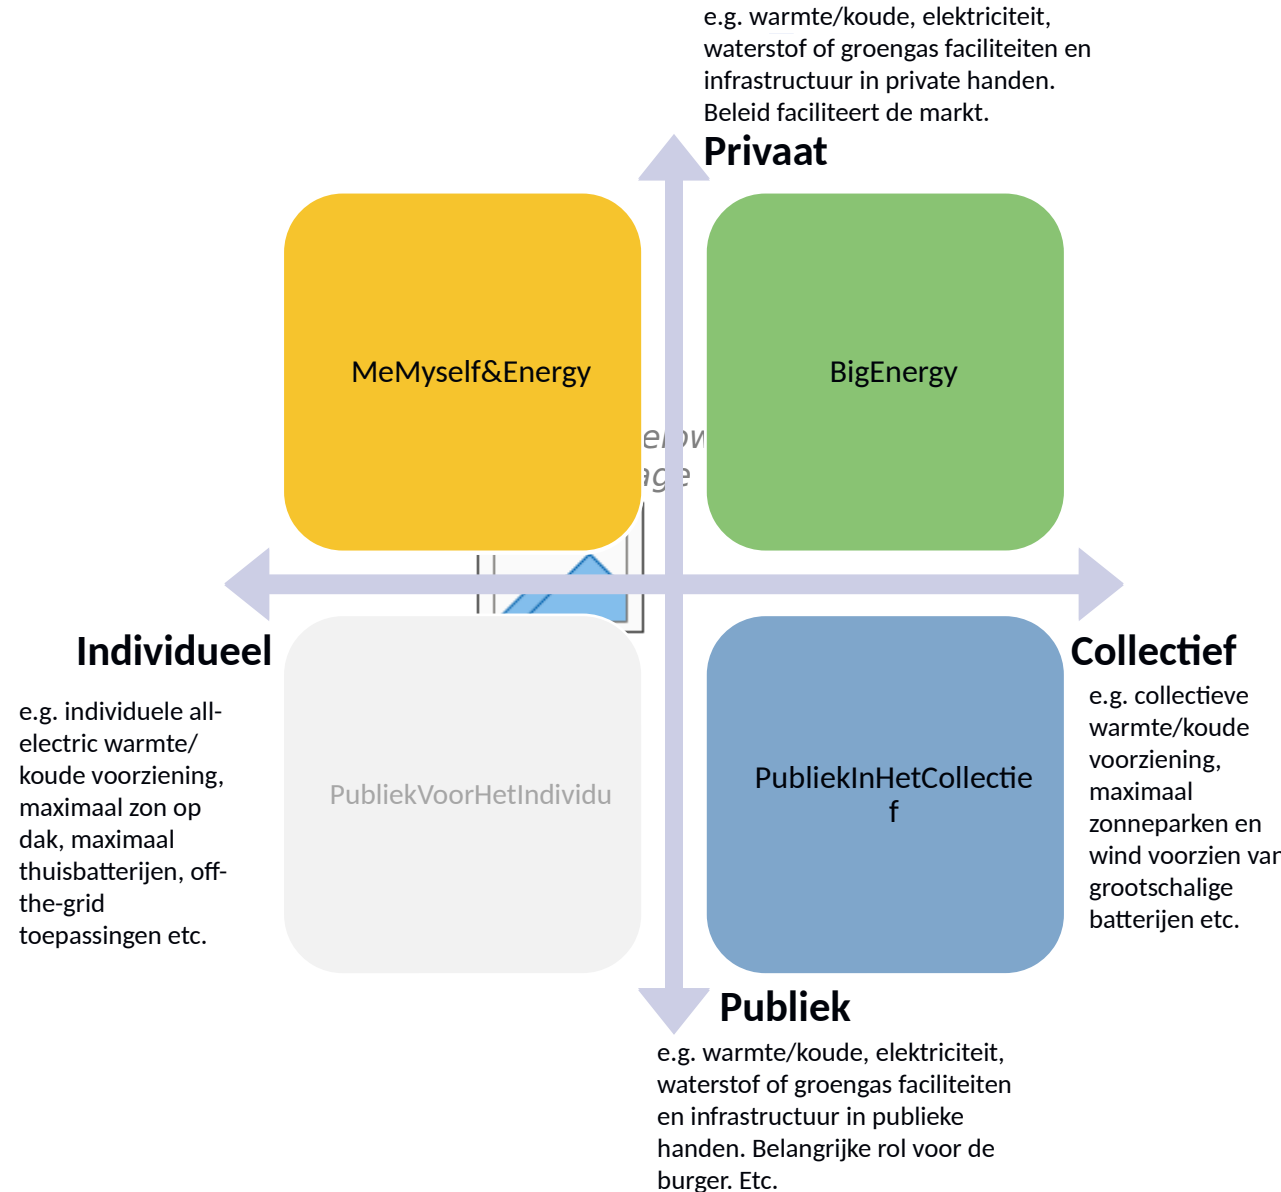 e.g. warmte/koude, elektriciteit,
waterstof of groengas faciliteiten en
infrastructuur in private handen.
Beleid faciliteert de markt.
Privaat
MeMyself&Energy
BigEnergy
Individueel
e.g. individuele all-
electric warmte/
koude voorziening,
maximaal zon op
dak, maximaal
thuisbatterijen, off-
the-grid
toepassingen etc.
Collectief
e.g. collectieve
warmte/koude
voorziening,
maximaal
zonneparken en
wind voorzien van
grootschalige
batterijen etc.
PubliekVoorHetIndividu
PubliekInHetCollectie
f
Publiek
e.g. warmte/koude, elektriciteit,
waterstof of groengas faciliteiten
en infrastructuur in publieke
handen. Belangrijke rol voor de
burger. Etc.